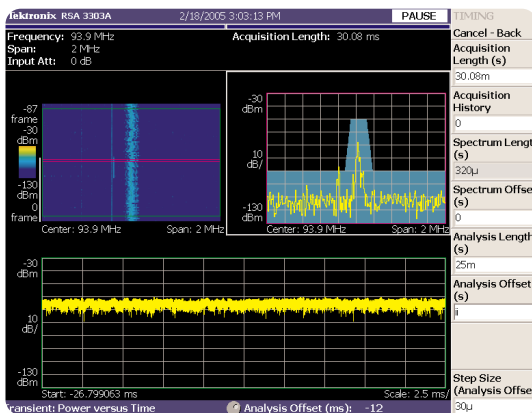 Tektronix RSA 3303A 2/18/2005 3:03:13 PM PAUSE TIMING
Frequency: 93.9 MHz Acquisition Length: 30.08 ms
Span: 2 MHz
Input Att: 0 dB
Cancel - Back
Acquisition
Length (s)
30.08m
Acquisition
History
0
Spectrum Lengt
(s)
320µ
Spectrum Offse
(s)
0
Analysis Length
(s)
25m
Analysis Offset
(s)
Step Size
(Analysis Offse
30µ
-87
frame
-30
dBm
-130
dBm
0
frame
Center: 93.9 MHz Span: 2 MHz
-30
dBm
10
dB/
-130
dBm
Center: 93.9 MHz Span: 2 MHz
-30
dBm
10
dB/
-130
dBm
Start: -26.799063 ms Scale: 2.5 ms/
Transient: Power versus Time Analysis Offset (ms): -12